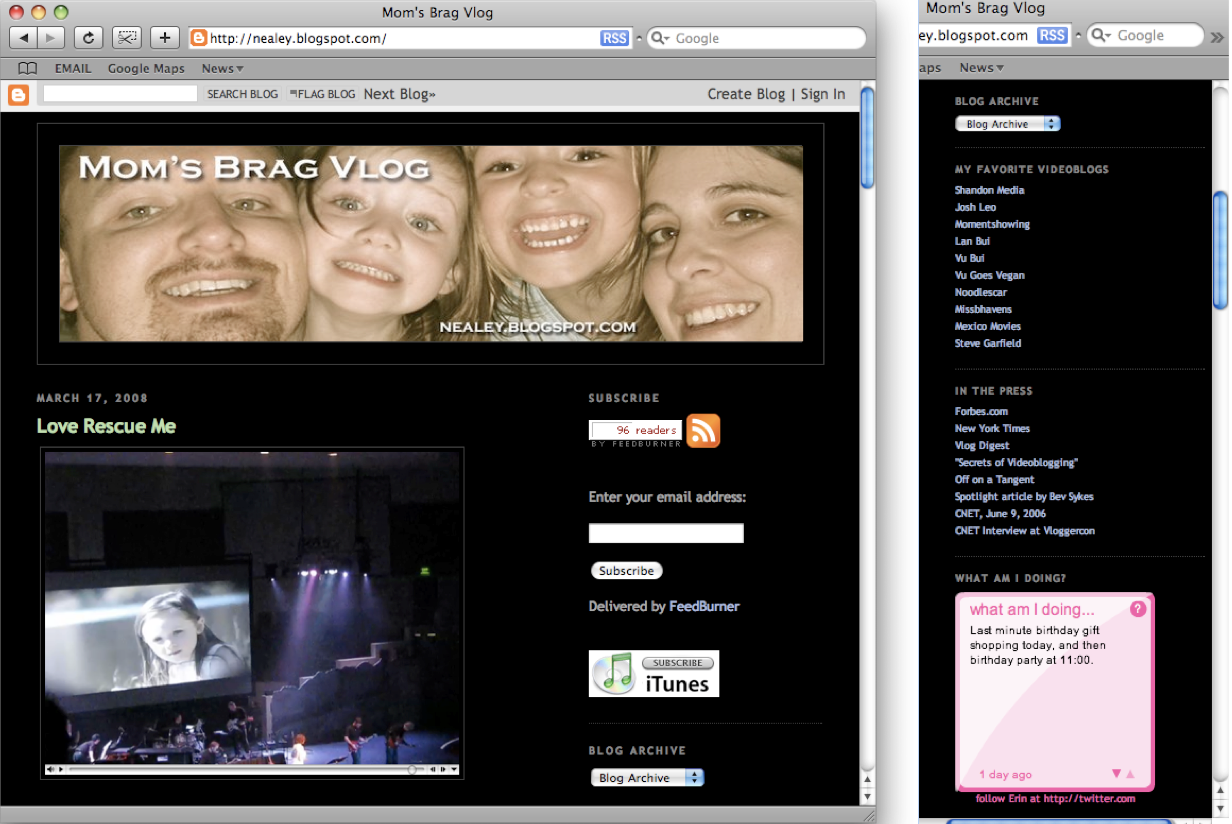 Mom's Brag Vlog
http://nealey.blogspot.com/ RSS Google
EMAIL Google Maps News
SEARCH BLOG FLAG BLOG Next Blog» Create Blog | Sign In
MOM'S BRAG VLOG
NEALEY.BLOGSPOT.COM
MARCH 17, 2008
Love Rescue Me
SUBSCRIBE
96 readers
BY FEEDBURNER
Enter your email address:
Subscribe
Delivered by FeedBurner
SUBSCRIBE
iTunes
BLOG ARCHIVE
Blog Archive
Mom's Brag Vlog
ey.blogspot.com RSS Google
aps News
BLOG ARCHIVE
Blog Archive
MY FAVORITE VIDEOBLOGS
Shandon Media
Josh Leo
Momentshowing
Lan Bui
Vu Bui
Vu Goes Vegan
Noodlescar
Missbhavens
Mexico Movies
Steve Garfield
IN THE PRESS
Forbes.com
New York Times
Vlog Digest
"Secrets of Videoblogging"
Off on a Tangent
Spotlight article by Bev Sykes
CNET, June 9, 2006
CNET Interview at Vloggercon
WHAT AM I DOING?
what am I doing... ?
Last minute birthday gift
shopping today, and then
birthday party at 11:00.
1 day ago
follow Erin at http://twitter.com